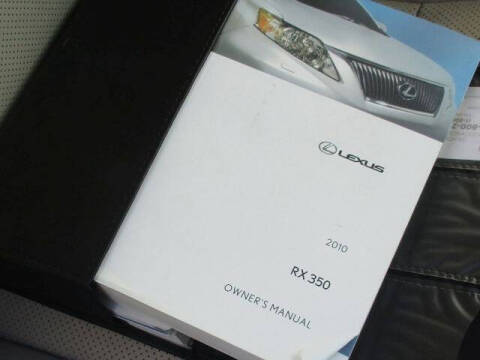 LEXUS
2010
RX 350
OWNER'S MANUAL